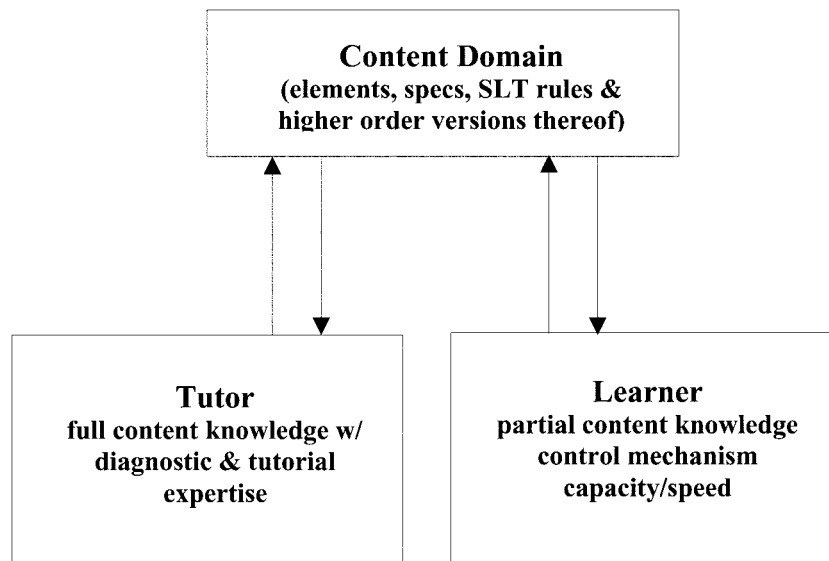 Content Domain
(elements, specs, SLT rules &
higher order versions thereof)
Tutor
full content knowledge w/
diagnostic & tutorial
expertise
Learner
partial content knowledge
control mechanism
capacity/speed